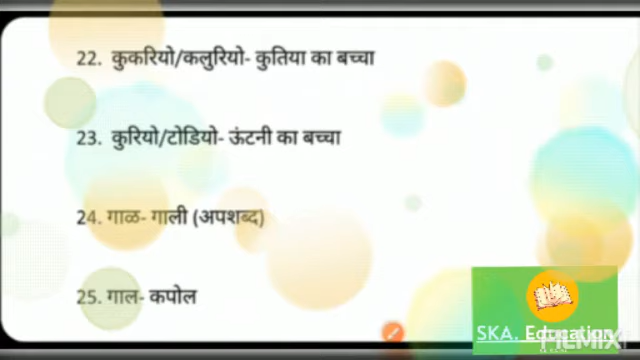 22. कुकरियो/कलुरियो- कुतिया का बच्चा
23. कुरियो/टोडियो- ऊंटनी का बच्चा
24. गाळ- गाली (अपशब्द)
25. गाल- कपोल
SKA. Education